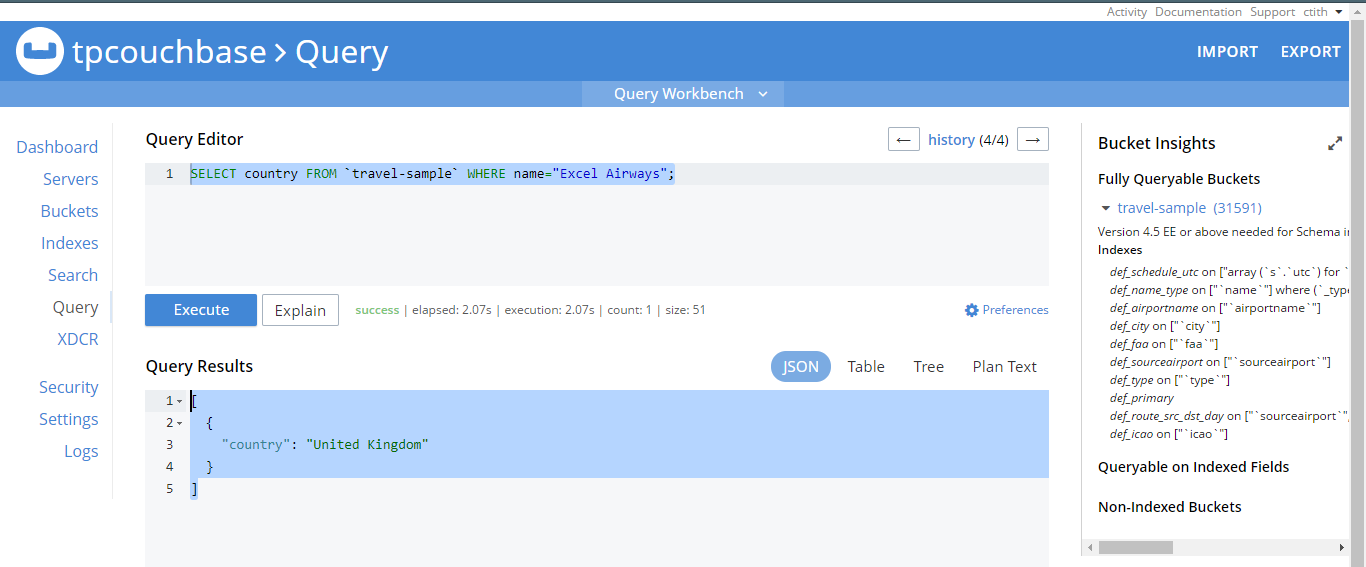 Activity Documentation Support ctith
tpcouchbase > Query
IMPORT EXPORT
Query Workbench
Dashboard
Servers
Buckets
Indexes
Search
Query
XDCR
Security
Settings
Logs
Query Editor
← history (4/4) →
1 SELECT country FROM `travel-sample` WHERE name="Excel Airways";
Execute Explain success | elapsed: 2.07s | execution: 2.07s | count: 1 | size: 51
Preferences
Query Results
JSON Table Tree Plan Text
1 [
2 {
3 "country": "United Kingdom"
4 }
5 ]
Bucket Insights
Fully Queryable Buckets
travel-sample (31591)
Version 4.5 EE or above needed for Schema
Indexes
def_schedule_utc on ["array (`s`.`utc`) for `
def_name_type on ["`name`"] where (`_type
def_airportname on ["`airportname`"]
def_city on ["`city`"]
def_faa on ["`faa`"]
def_sourceairport on ["`sourceairport`"]
def_type on ["`type`"]
def_primary
def_route_src_dst_day on ["`sourceairport`",
def_icao on ["`icao`"]
Queryable on Indexed Fields
Non-Indexed Buckets